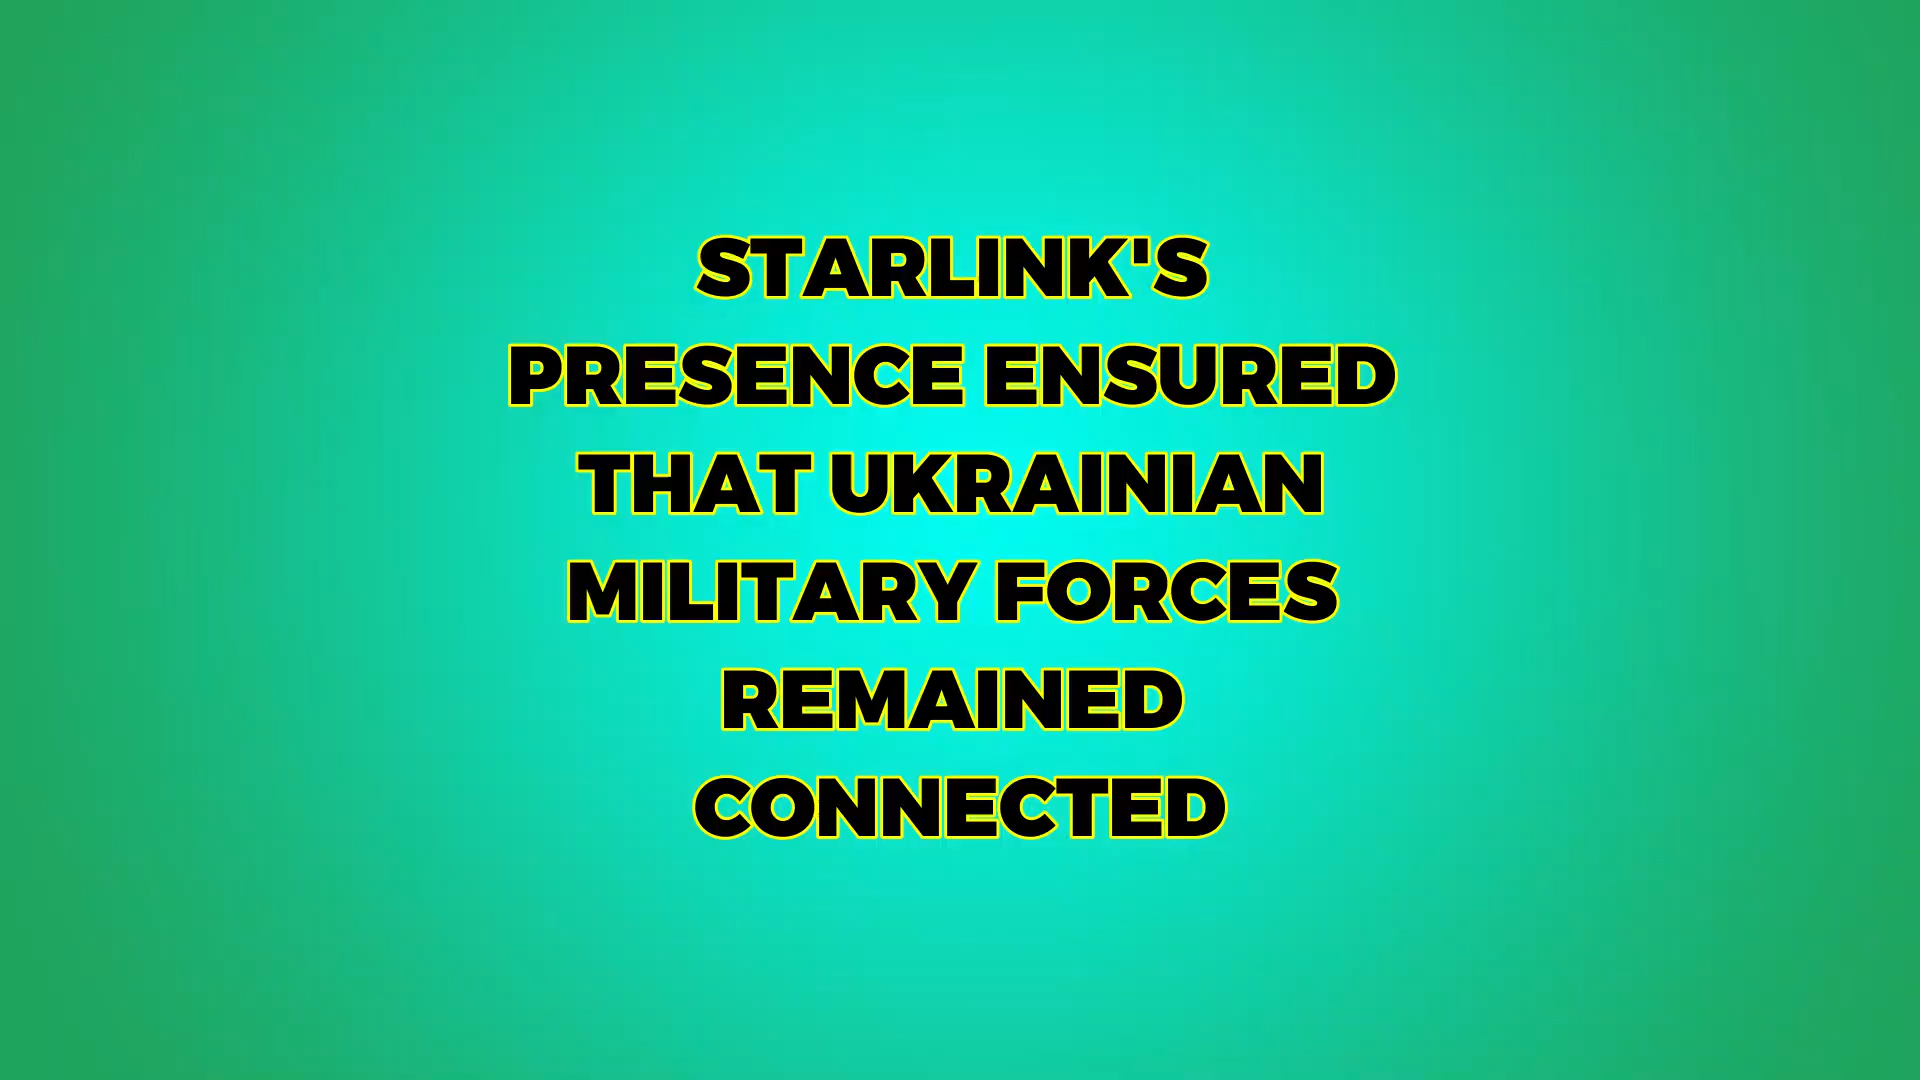 STARLINK'S
PRESENCE ENSURED
THAT UKRAINIAN
MILITARY FORCES
REMAINED
CONNECTED